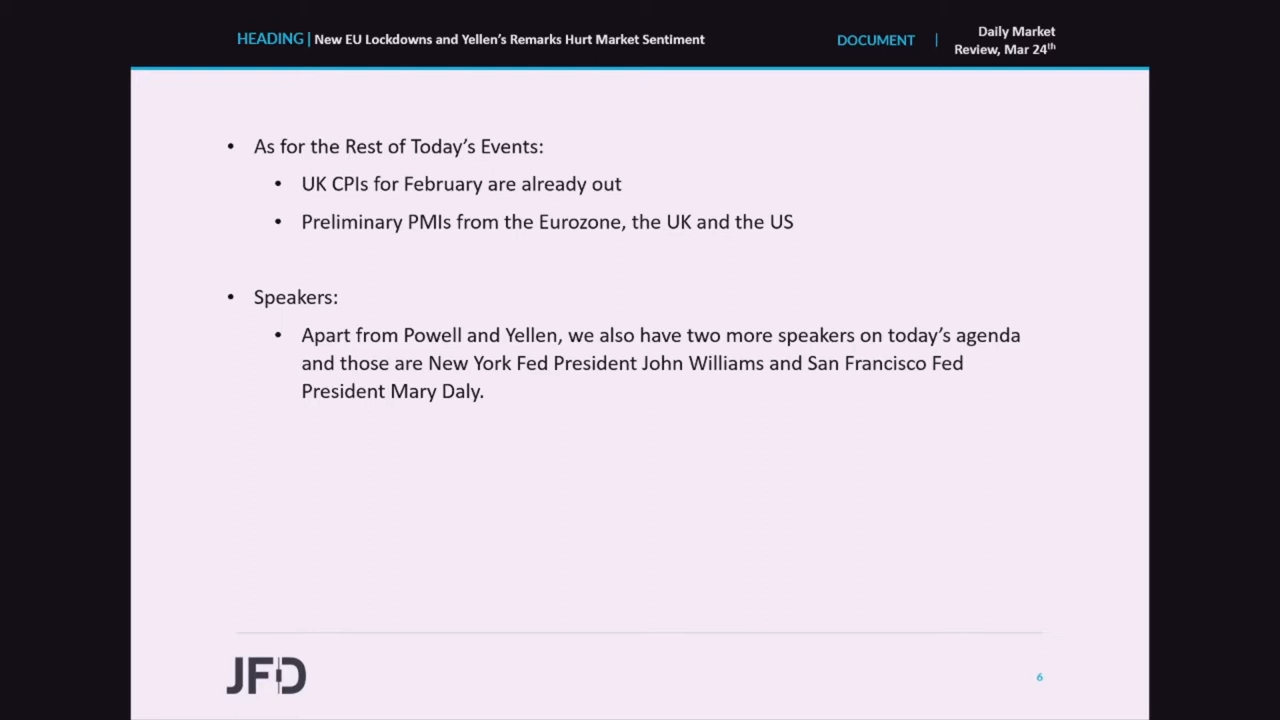 HEADING | New EU Lockdowns and Yellen’s Remarks Hurt Market Sentiment
DOCUMENT |
Daily Market
Review, Mar 24th
• As for the Rest of Today’s Events:
• UK CPIs for February are already out
• Preliminary PMIs from the Eurozone, the UK and the US
• Speakers:
• Apart from Powell and Yellen, we also have two more speakers on today’s agenda
and those are New York Fed President John Williams and San Francisco Fed
President Mary Daly.
JFD
6